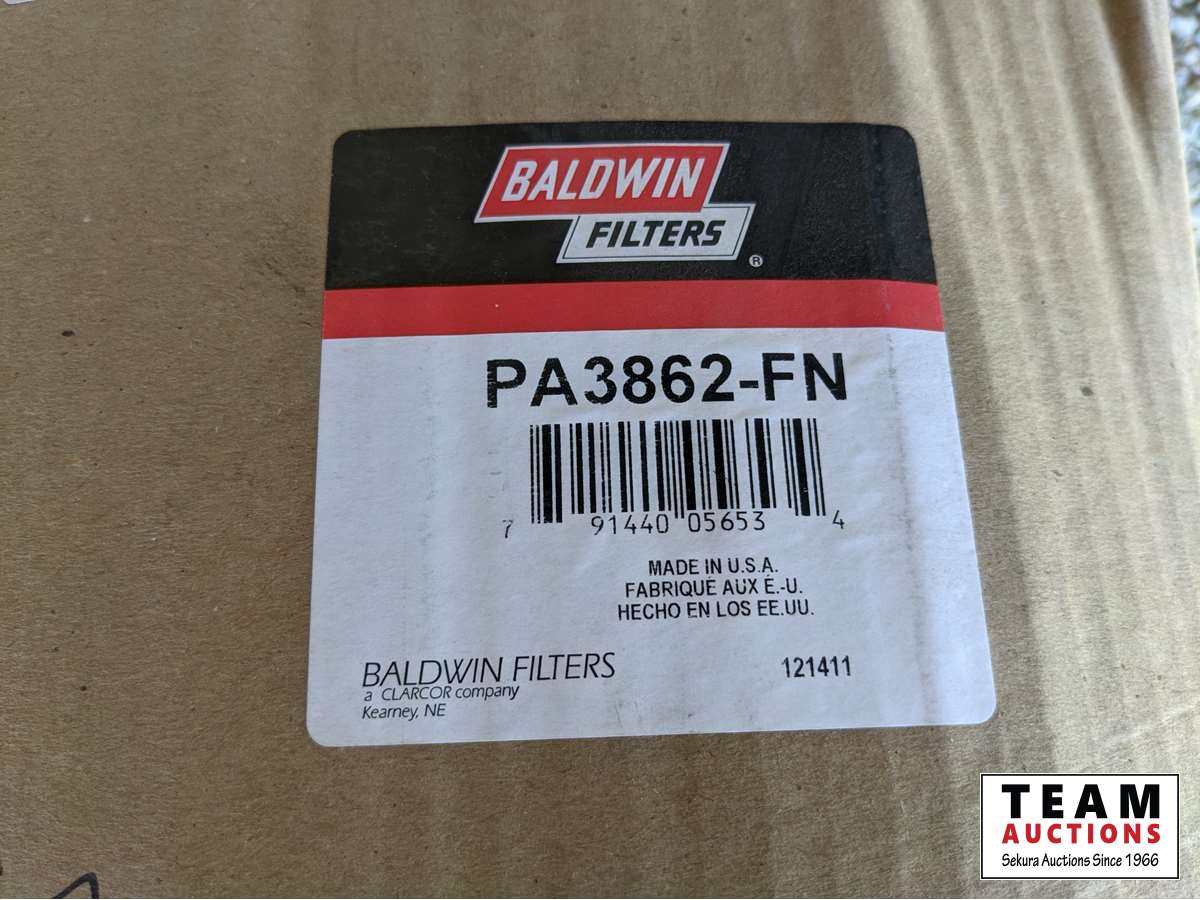 BALDWIN
FILTERS
®
PA3862-FN
7 91440 05653 4
MADE IN U.S.A.
FABRIQUÉ AUX É.-U.
HECHO EN LOS EE.UU.
BALDWIN FILTERS
a CLARCOR company
Kearney, NE
121411
TEAM
AUCTIONS
Sekura Auctions Since 1966